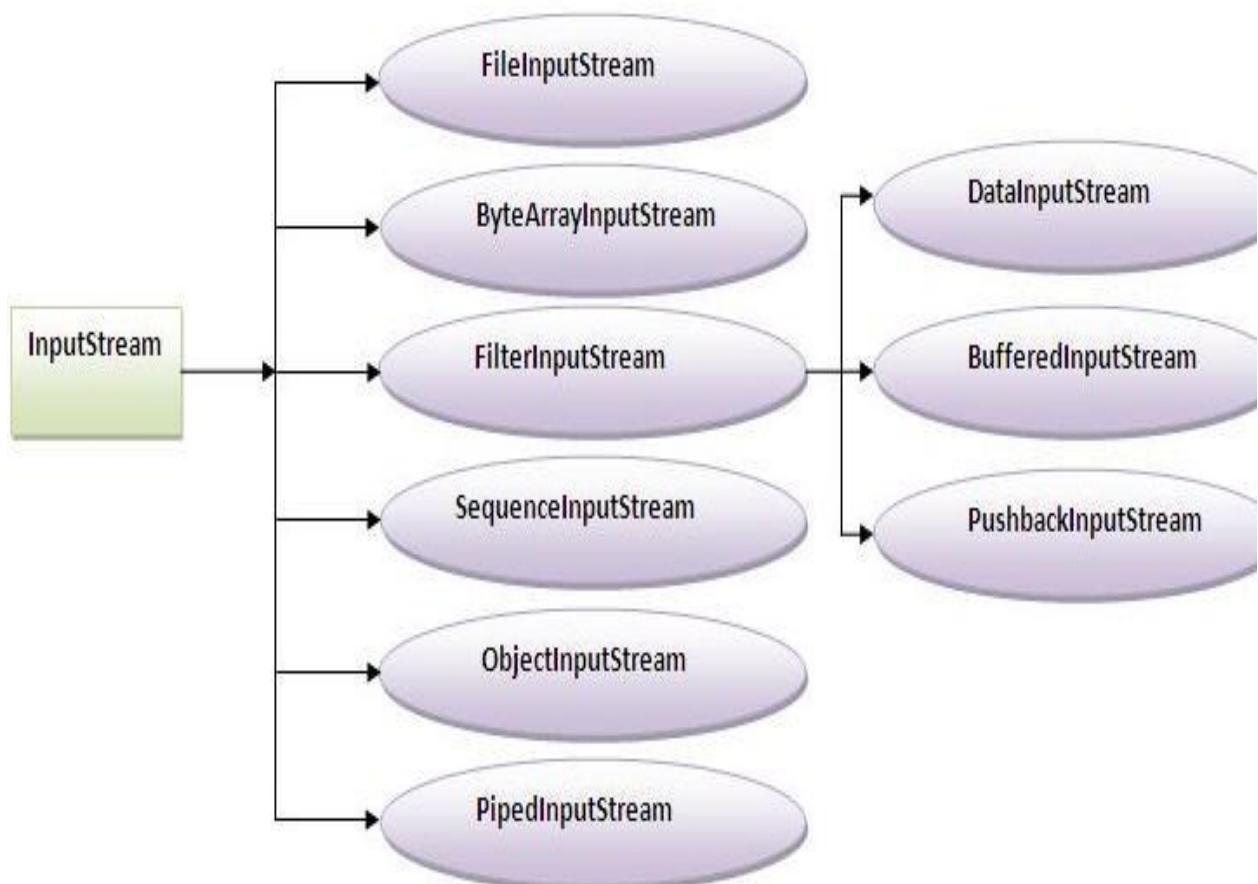 InputStream
FileInputStream
ByteArrayInputStream
FilterInputStream
SequenceInputStream
ObjectInputStream
PipedInputStream
DataInputStream
BufferedInputStream
PushbackInputStream